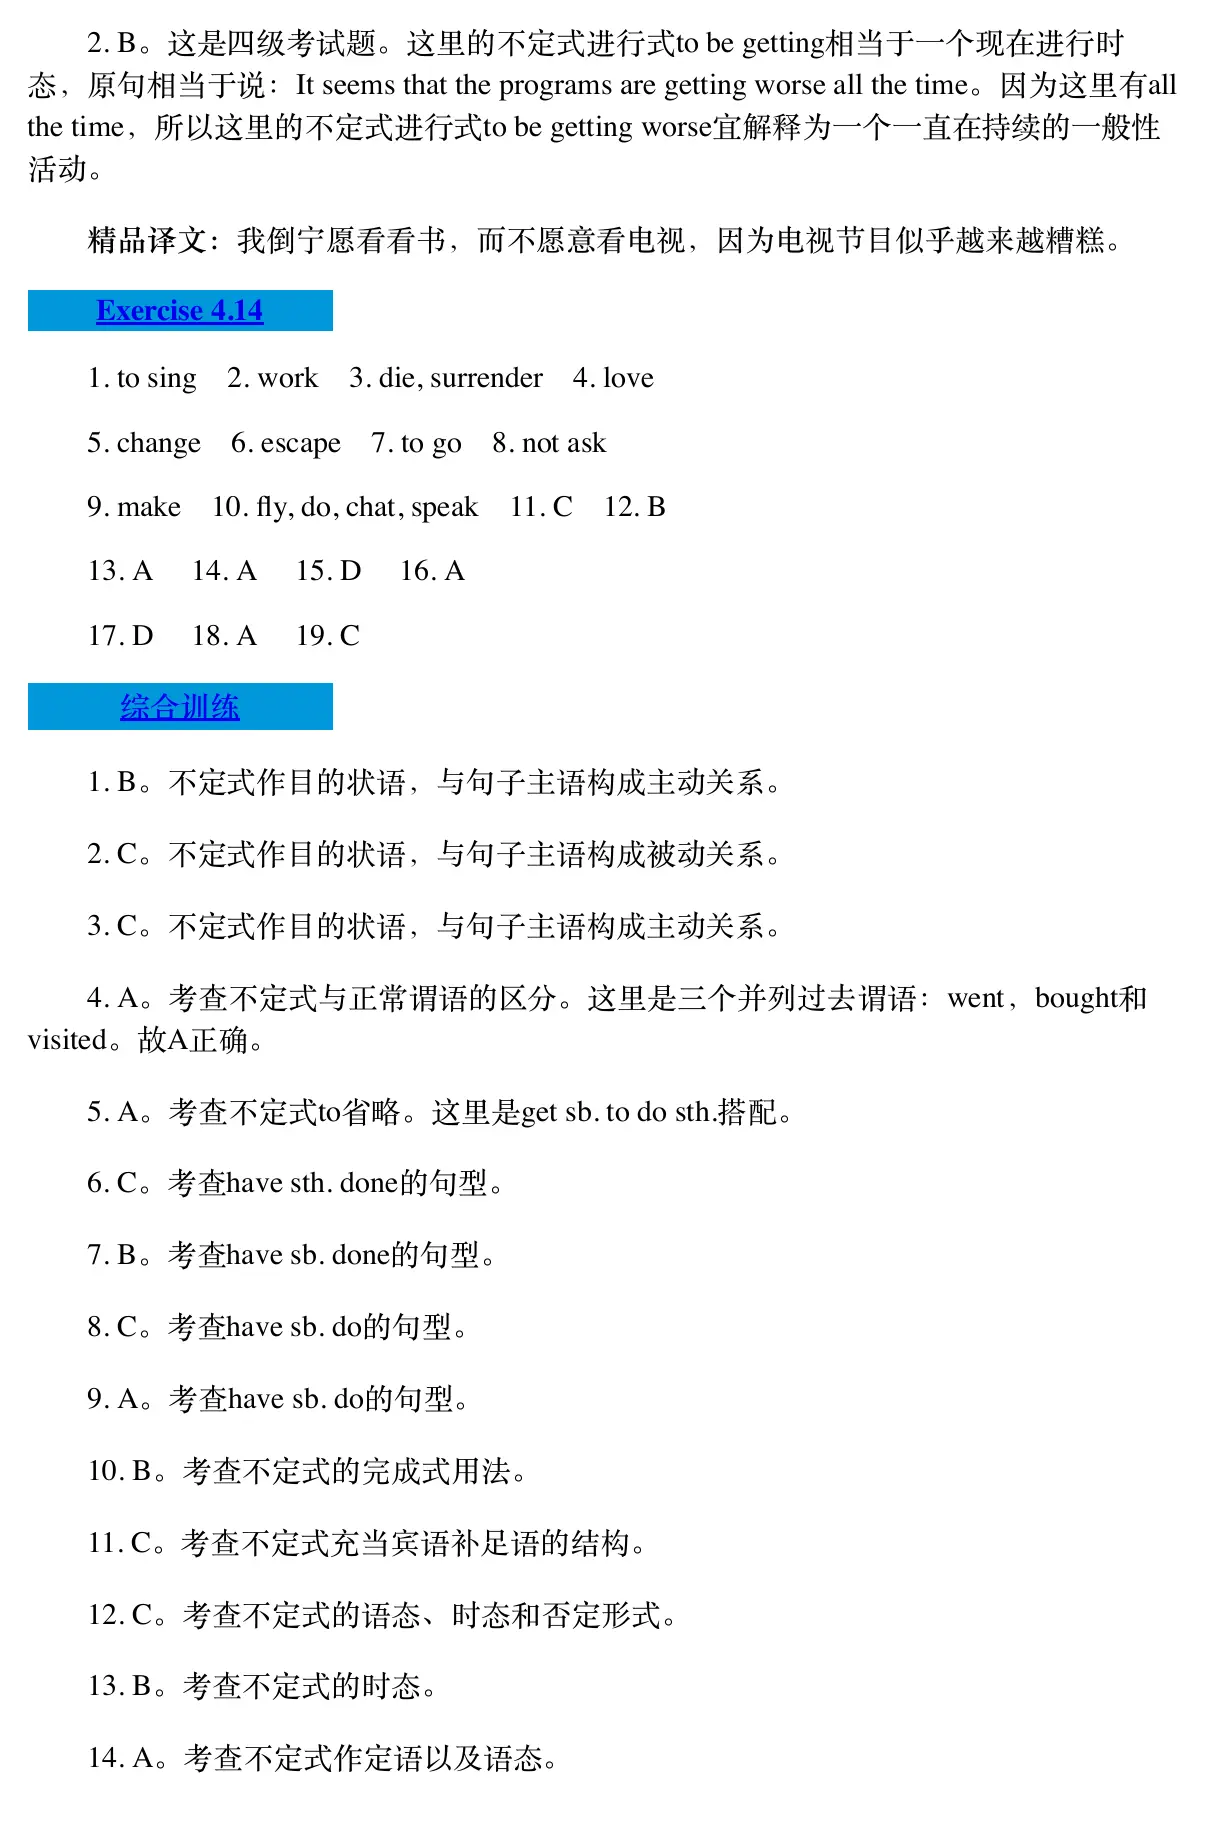 2. B。这是四级考试题。这里的不定式进行式to be getting相当于一个现在进行时
态，原句相当于说：It seems that the programs are getting worse all the time。因为这里有all
the time，所以这里的不定式进行式to be getting worse宜解释为一个一直在持续的一般性
活动。
精品译文：我倒宁愿看看书，而不愿意看电视，因为电视节目似乎越来越糟糕。
Exercise 4.14
1. to sing 2. work 3. die, surrender 4. love
5. change 6. escape 7. to go 8. not ask
9. make 10. fly, do, chat, speak 11. C 12. B
13. A 14. A 15. D 16. A
17. D 18. A 19. C
综合训练
1. B。不定式作目的状语，与句子主语构成主动关系。
2. C。不定式作目的状语，与句子主语构成被动关系。
3. C。不定式作目的状语，与句子主语构成主动关系。
4. A。考查不定式与正常谓语的区分。这里是三个并列过去谓语：went，bought和
visited。故A正确。
5. A。考查不定式to省略。这里是get sb. to do sth.搭配。
6. C。考查have sth. done的句型。
7. B。考查have sb. done的句型。
8. C。考查have sb. do的句型。
9. A。考查have sb. do的句型。
10. B。考查不定式的完成式用法。
11. C。考查不定式充当宾语补足语的结构。
12. C。考查不定式的语态、时态和否定形式。
13. B。考查不定式的时态。
14. A。考查不定式作定语以及语态。